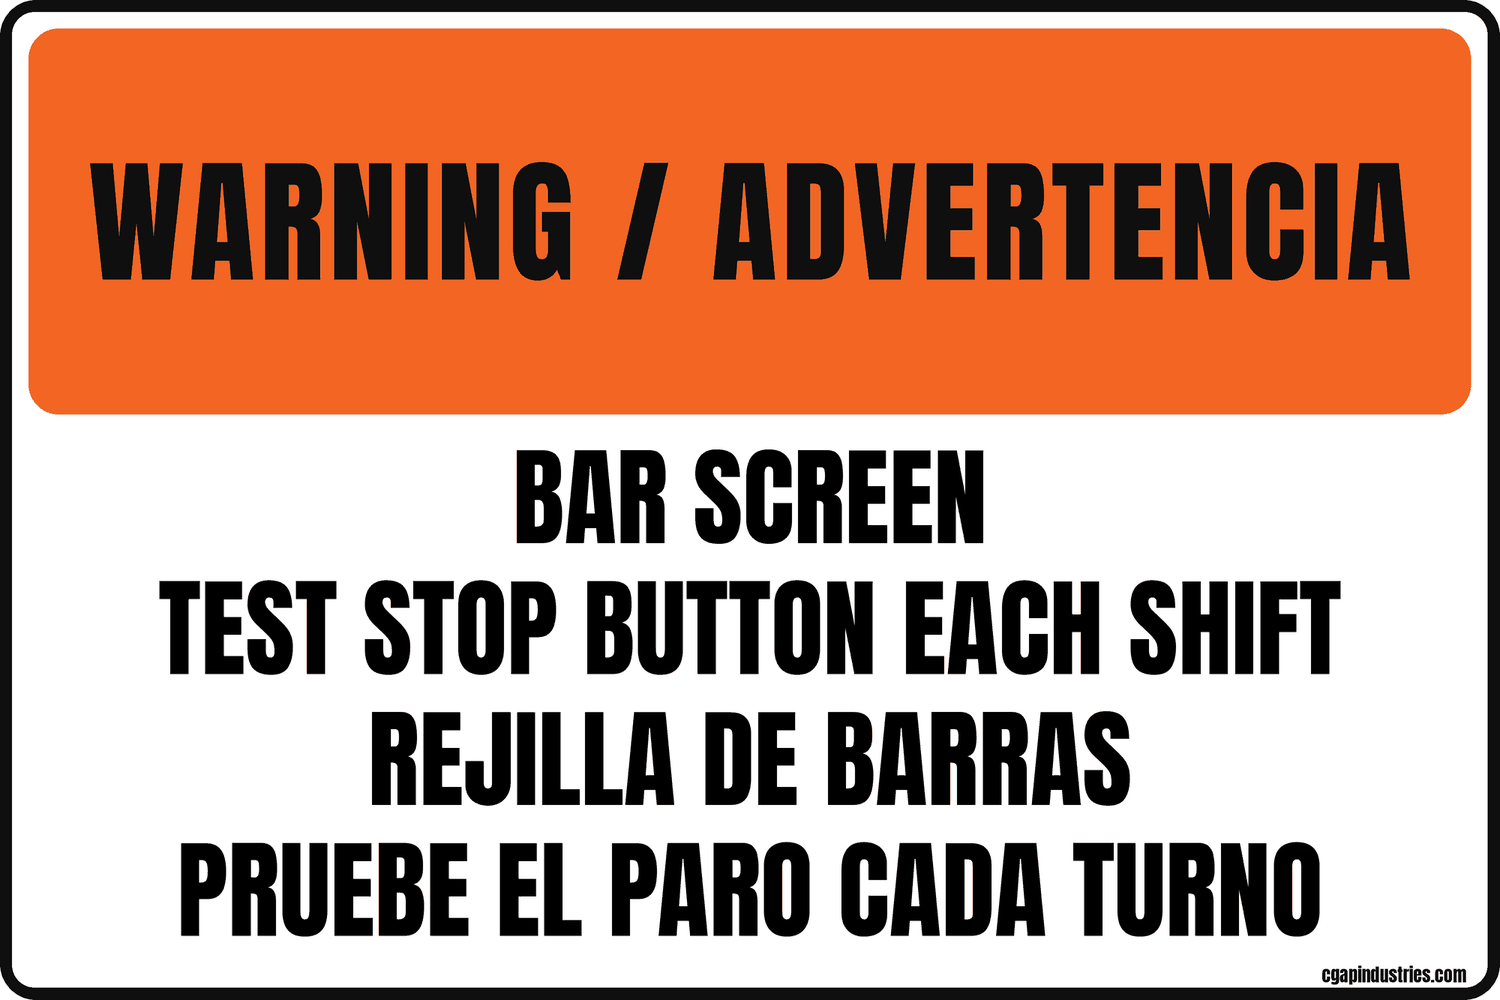 WARNING / ADVERTENCIA
BAR SCREEN
TEST STOP BUTTON EACH SHIFT
REJILLA DE BARRAS
PRUEBE EL PARO CADA TURNO
cgapindustries.com